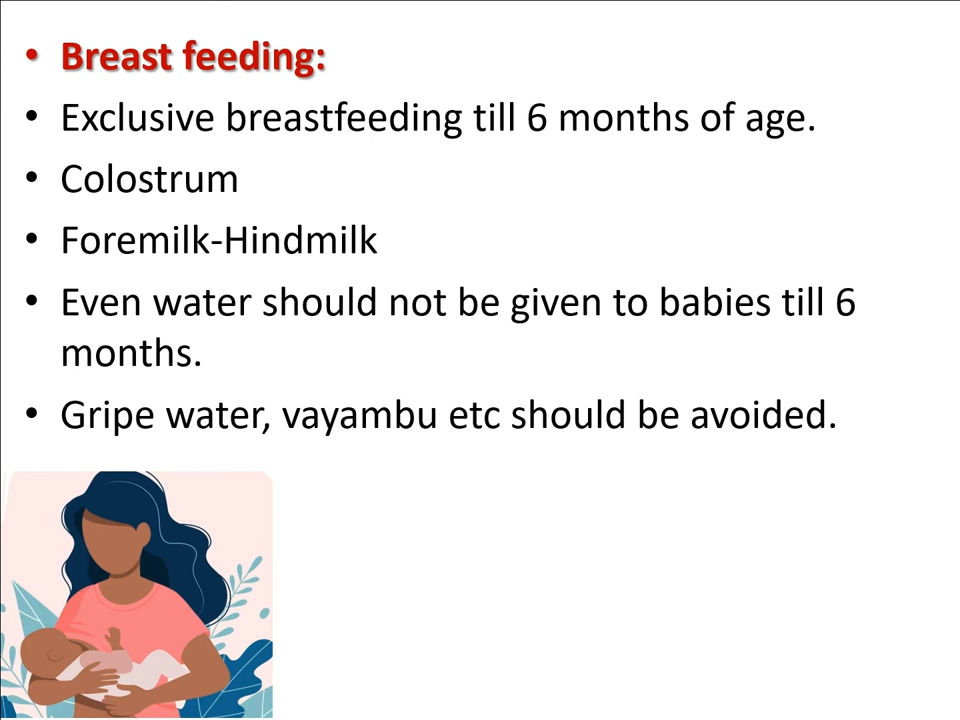 • Breast feeding:
• Exclusive breastfeeding till 6 months of age.
• Colostrum
• Foremilk-Hindmilk
• Even water should not be given to babies till 6
months.
• Gripe water, vayambu etc should be avoided.